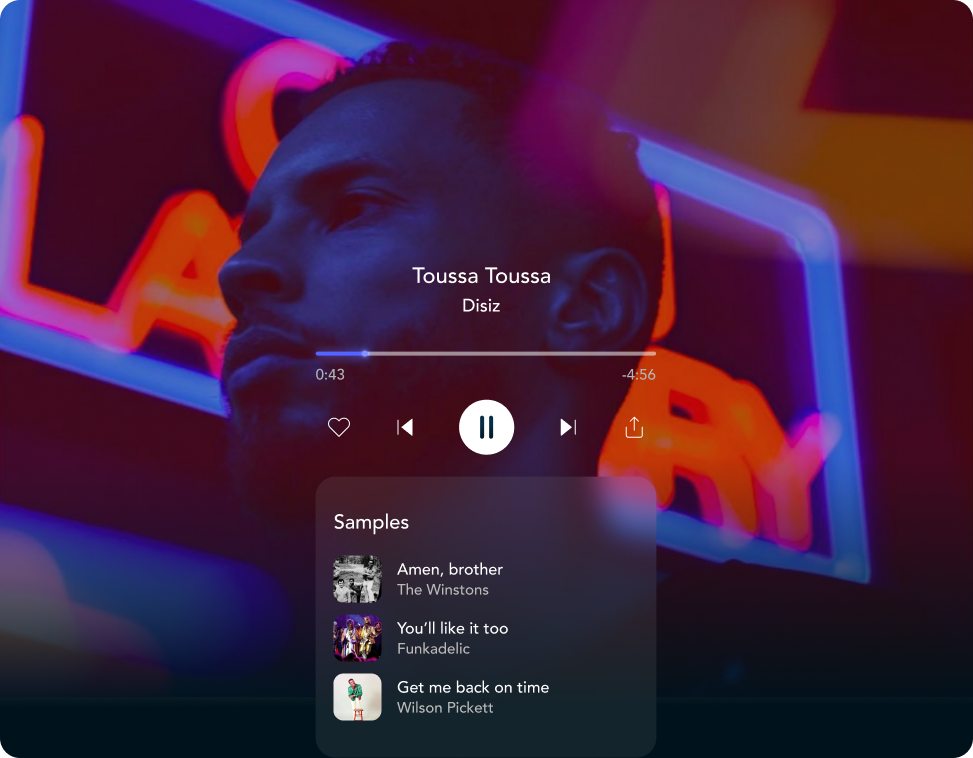 Toussa Toussa
Disiz
0:43
-4:56
Samples
Amen, brother
The Winstons
You’ll like it too
Funkadelic
Get me back on time
Wilson Pickett